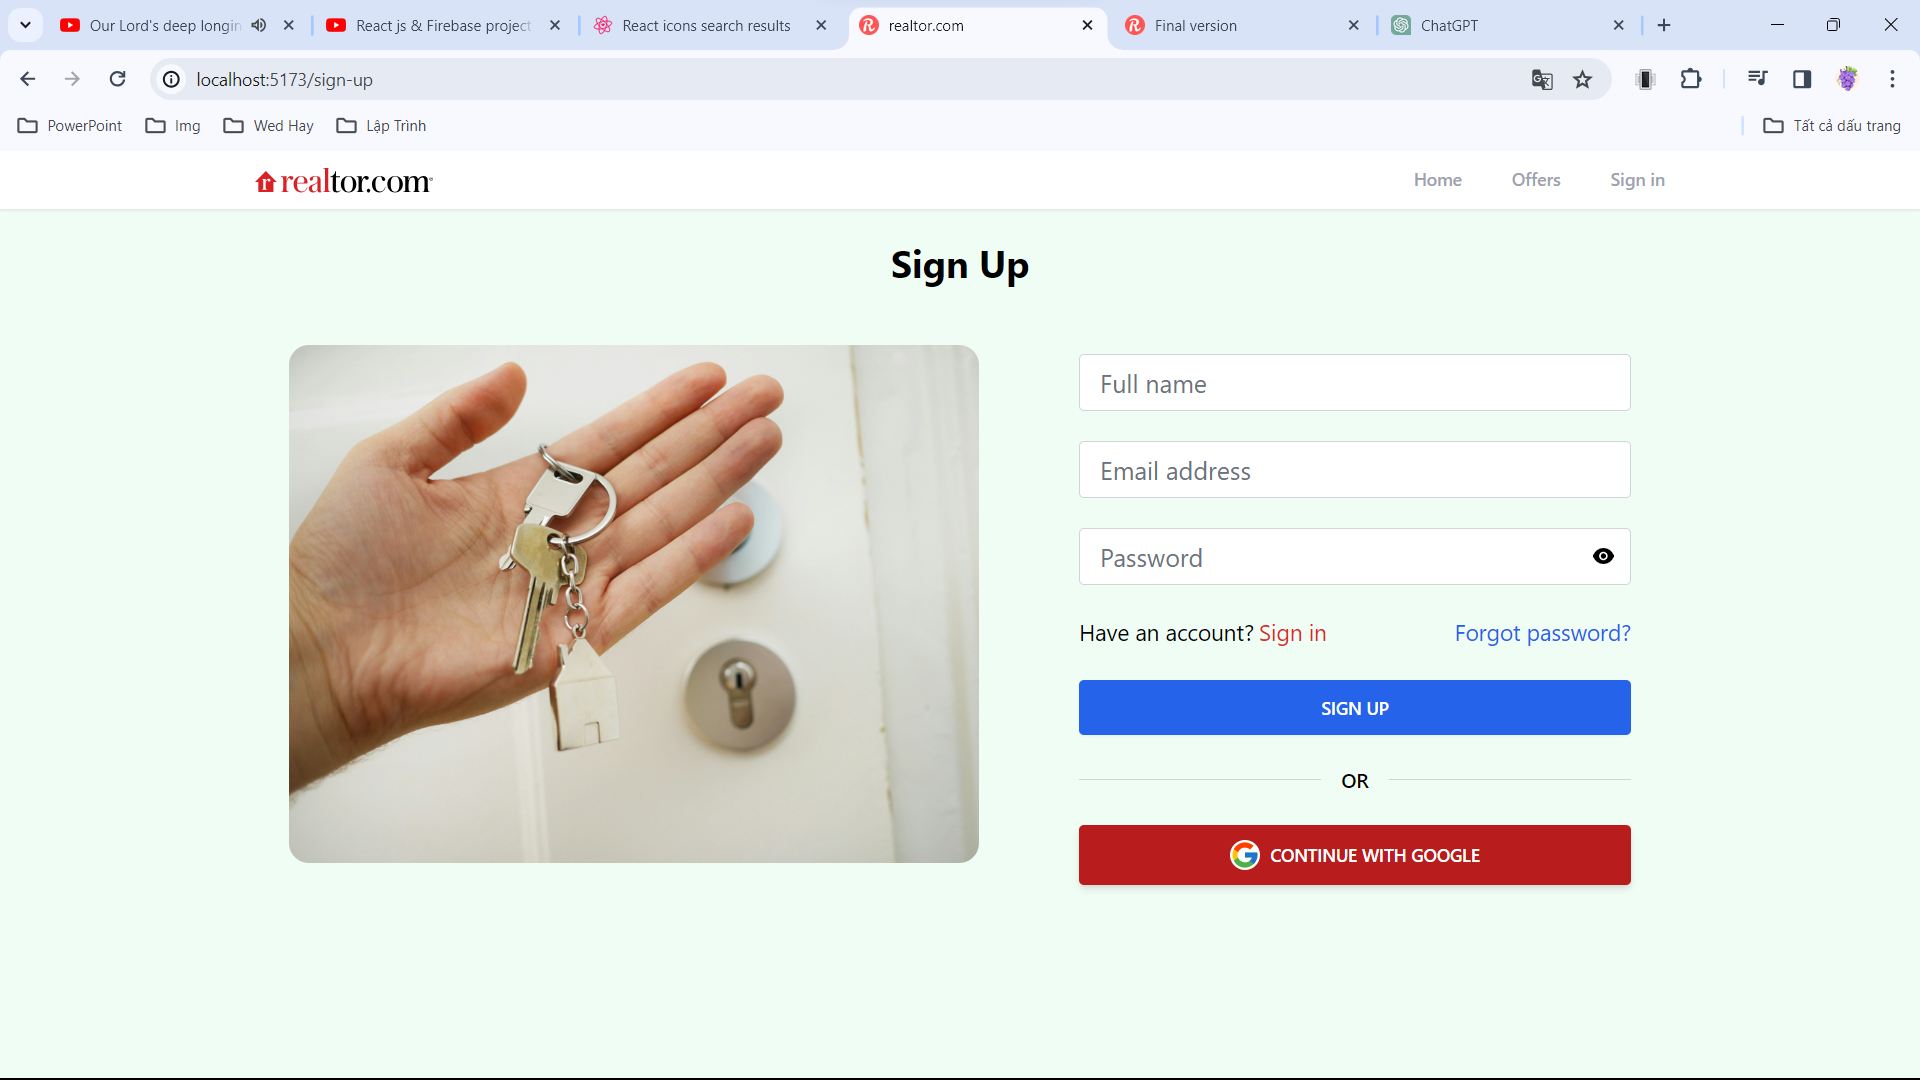 Our Lord's deep longin
React js & Firebase project
React icons search results
realtor.com
Final version
ChatGPT
localhost:5173/sign-up
PowerPoint
Img
Wed Hay
Lập Trình
Tất cả dấu trang
realtor.com
Home
Offers
Sign in
Sign Up
Full name
Email address
Password
Have an account? Sign in
Forgot password?
SIGN UP
OR
CONTINUE WITH GOOGLE